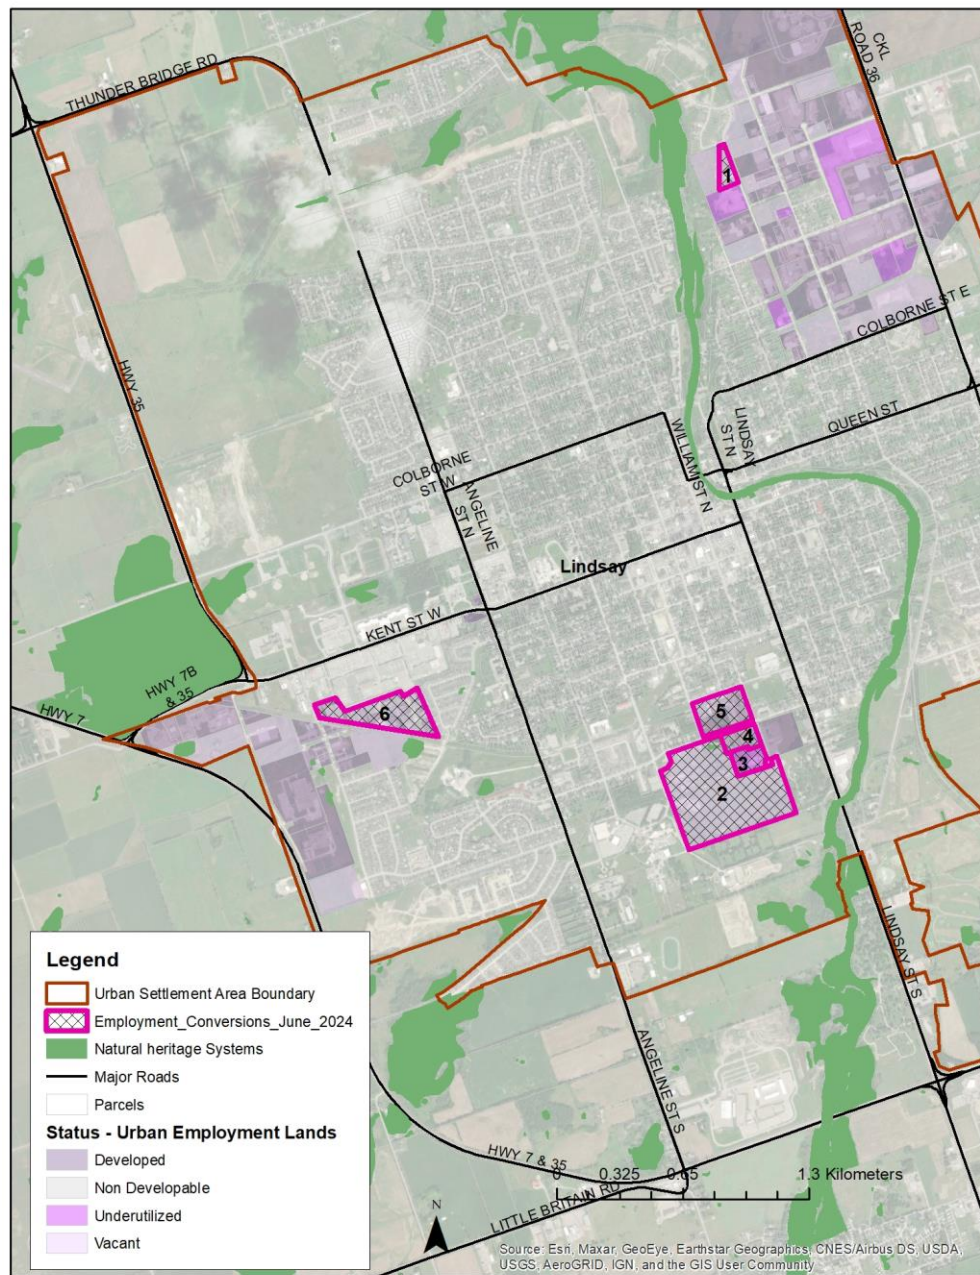 THUNDER BRIDGE RD
CKL
ROAD 36
1
HWY 35
COLBORNE ST E
QUEEN ST
LINDSAY
ST N
WILLIAM ST N
COLBORNE
ST W
ANGELINE
ST N
Lindsay
KENT ST W
HWY 7B
& 35
HWY 7
6
5
4
3
2
LINDSAY ST S
ANGELINE ST S
HWY 7 & 35
LITTLE BRITAIN RD
0 0.325 0.65 1.3 Kilometers
N
Legend
Urban Settlement Area Boundary
Employment_Conversions_June_2024
Natural heritage Systems
Major Roads
Parcels
Status - Urban Employment Lands
Developed
Non Developable
Underutilized
Vacant
Source: Esri, Maxar, GeoEye, Earthstar Geographics, CNES/Airbus DS, USDA,
USGS, AeroGRID, IGN, and the GIS User Community